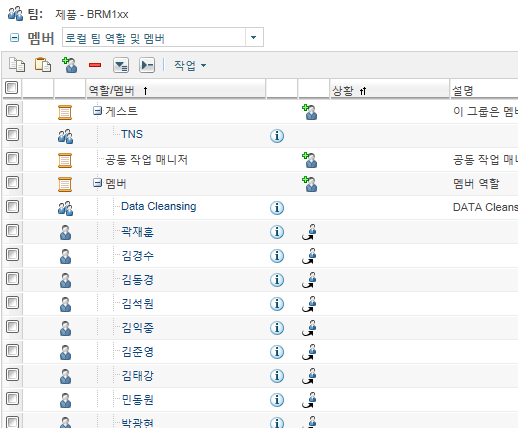 팀: 제품 - BRM1xx
멤버 로컬 팀 역할 및 멤버
작업
역할/멤버 상황 설명
게스트 이 그룹은 멤버
TNS
공동 작업 매니저 공동 작업 매
멤버 멤버 역할
Data Cleansing DATA Cleans
곽재훈
김경수
김동경
김석원
김익중
김준영
김태강
민동원
박광현